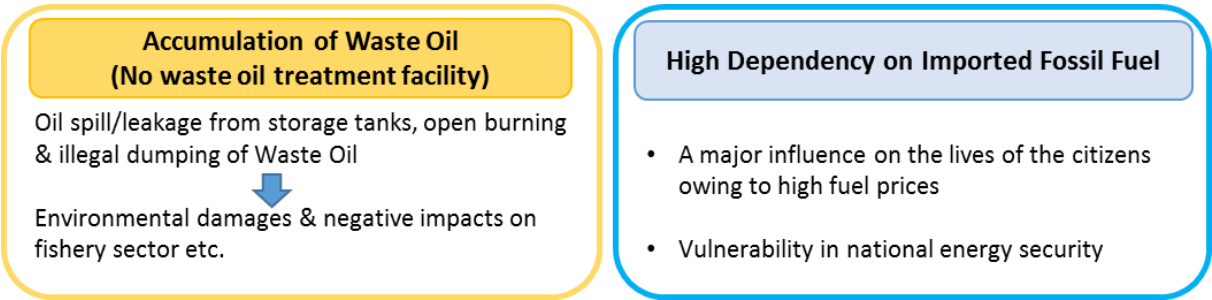 Accumulation of Waste Oil
(No waste oil treatment facility)
Oil spill/leakage from storage tanks, open burning
& illegal dumping of Waste Oil
Environmental damages & negative impacts on
fishery sector etc.
High Dependency on Imported Fossil Fuel
• A major influence on the lives of the citizens
owing to high fuel prices
• Vulnerability in national energy security